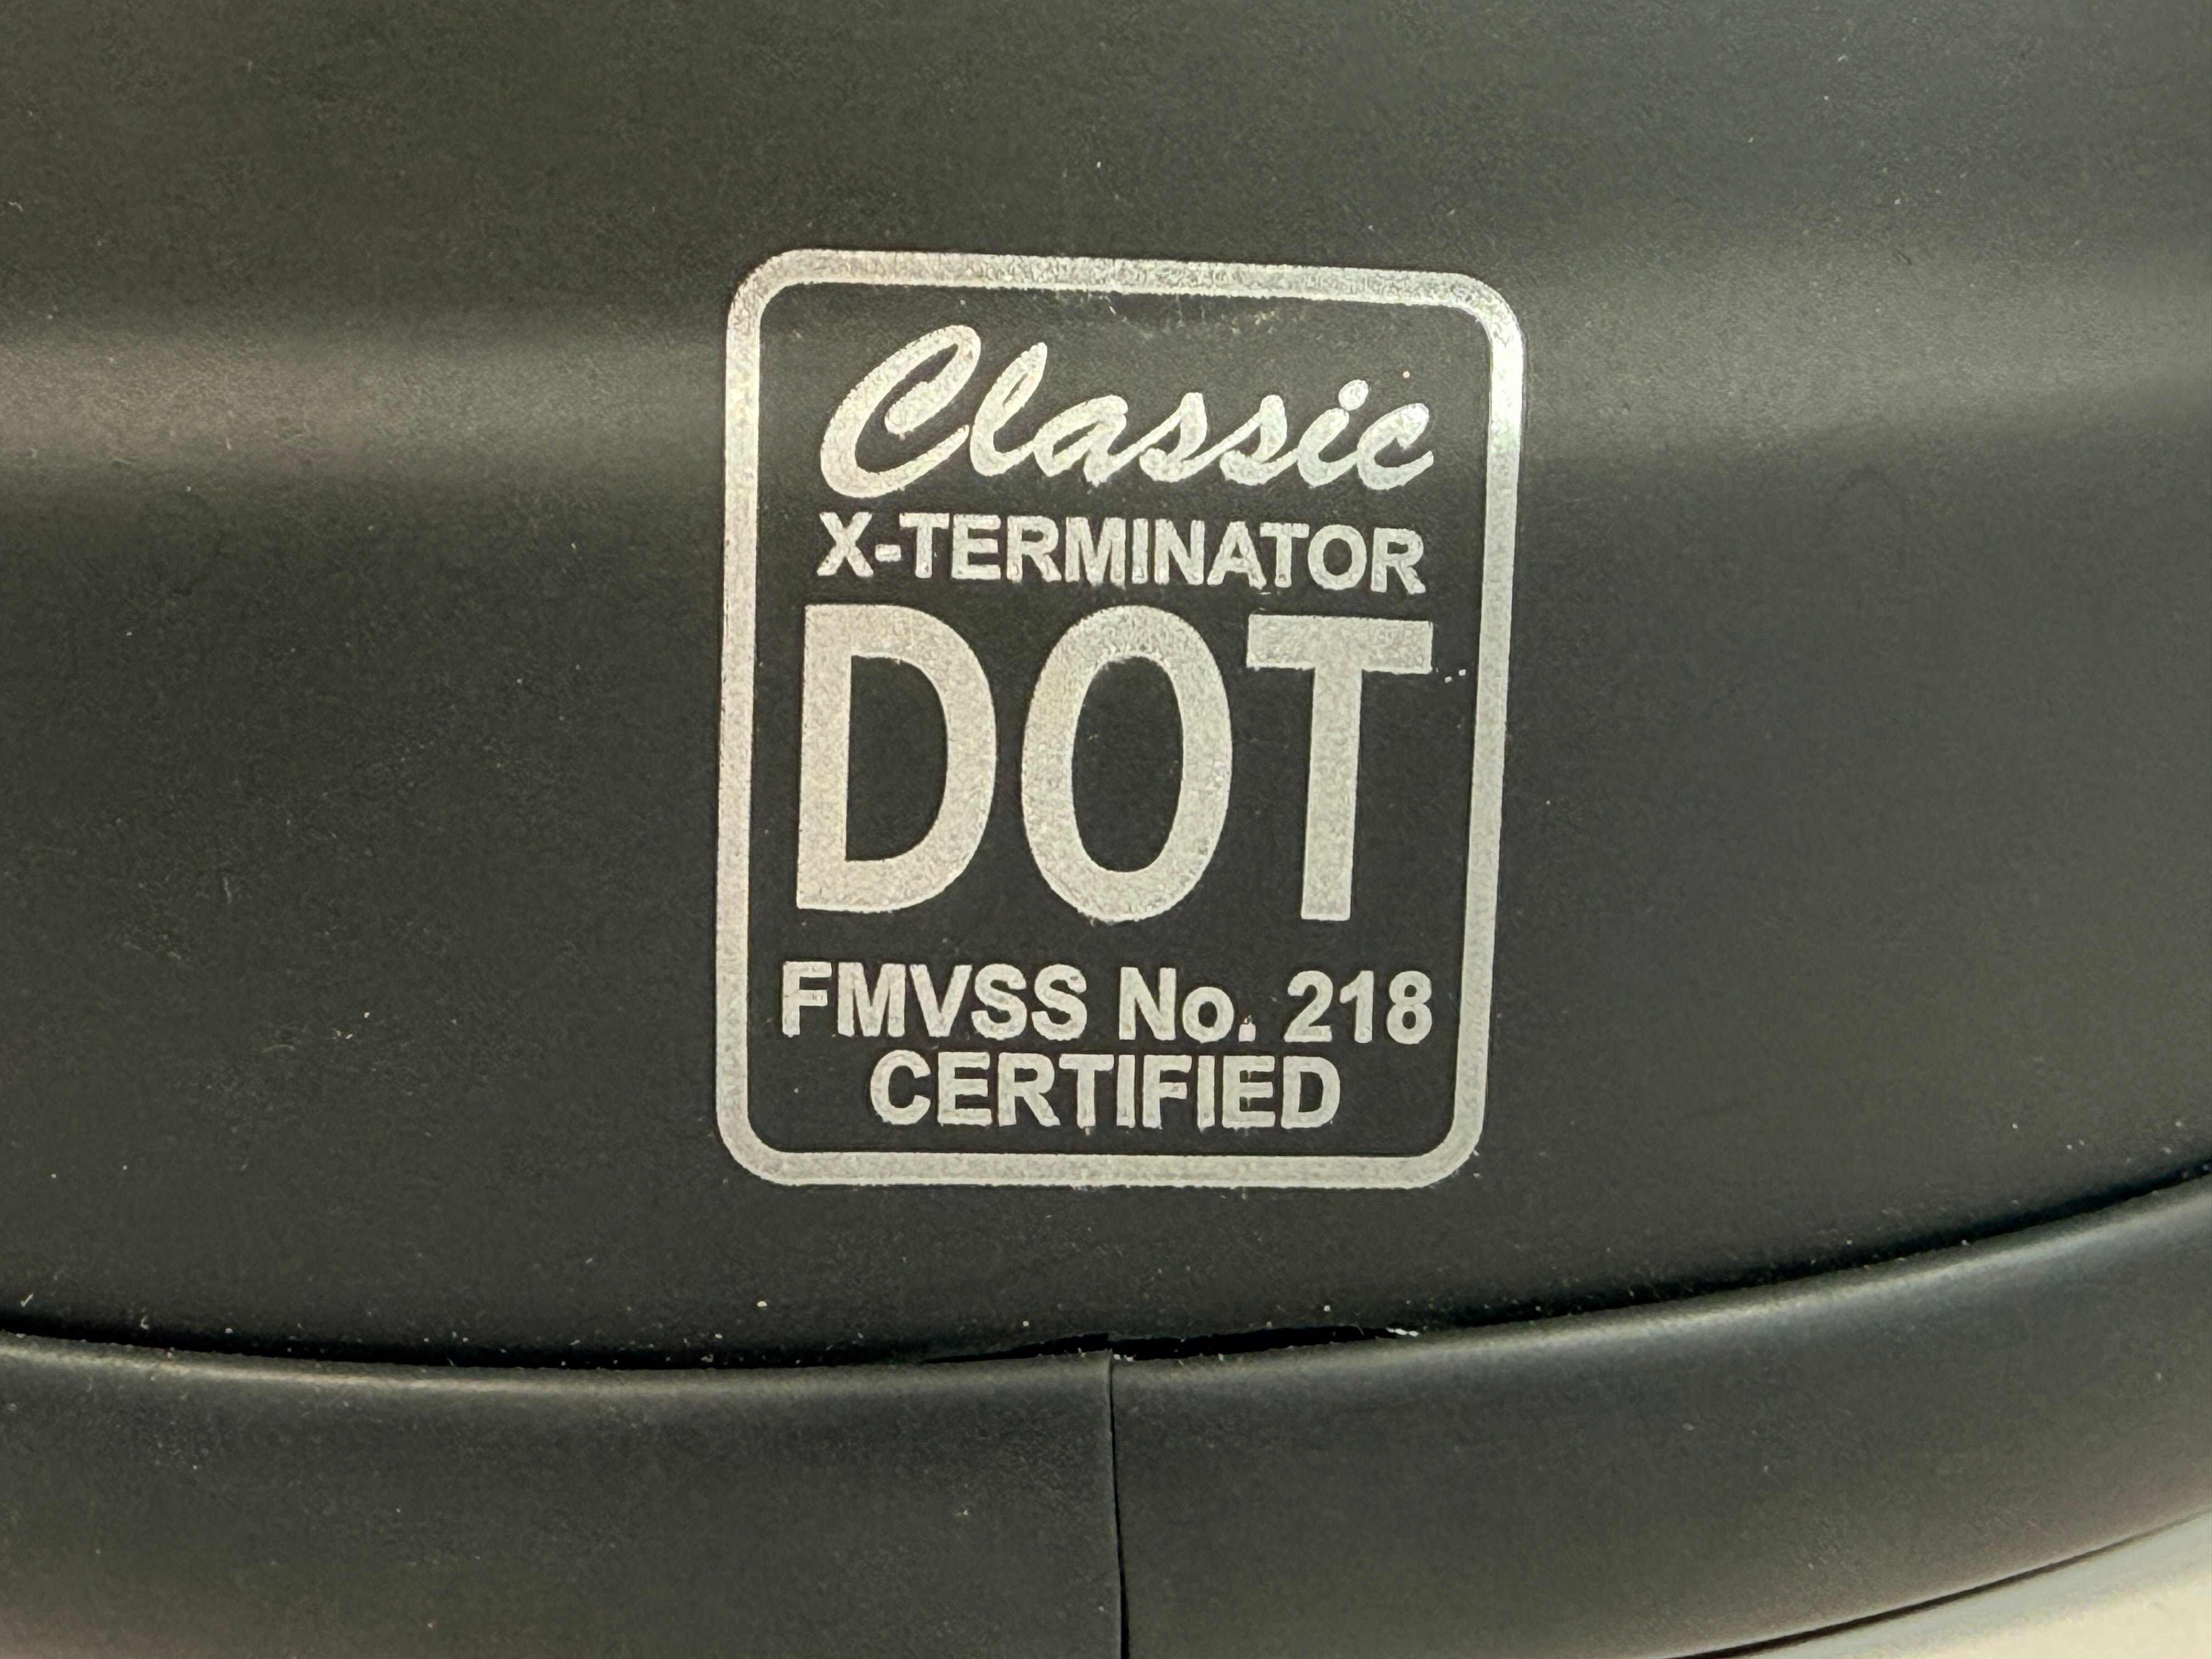 Classic
X-TERMINATOR
DOT
FMVSS No. 218
CERTIFIED